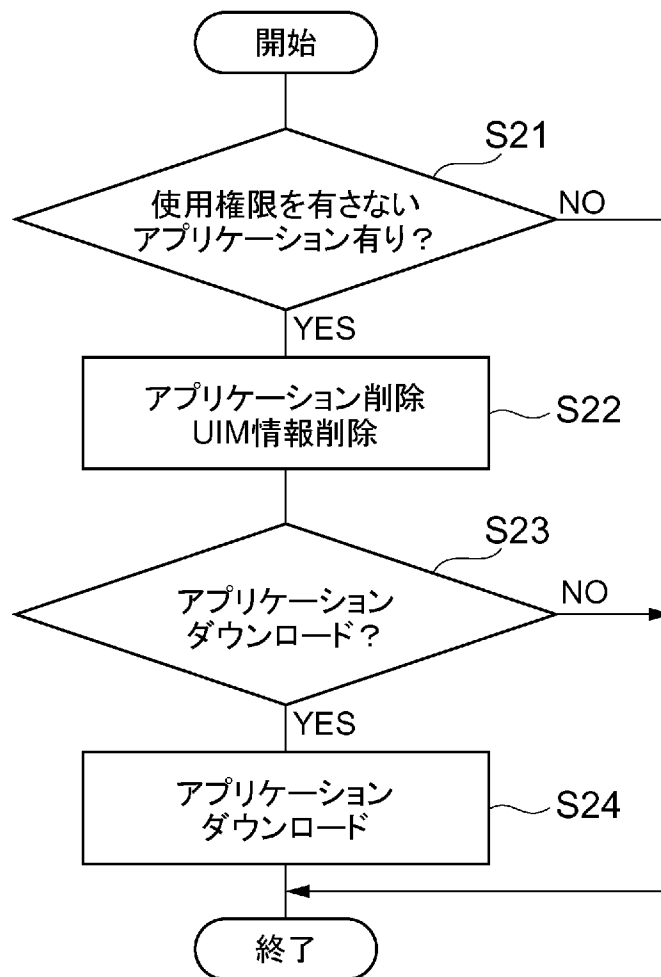 開始
S21
使用権限を有さない
アプリケーション有り？
NO
YES
アプリケーション削除
UIM情報削除
S22
S23
アプリケーション
ダウンロード？
NO
YES
アプリケーション
ダウンロード
S24
終了